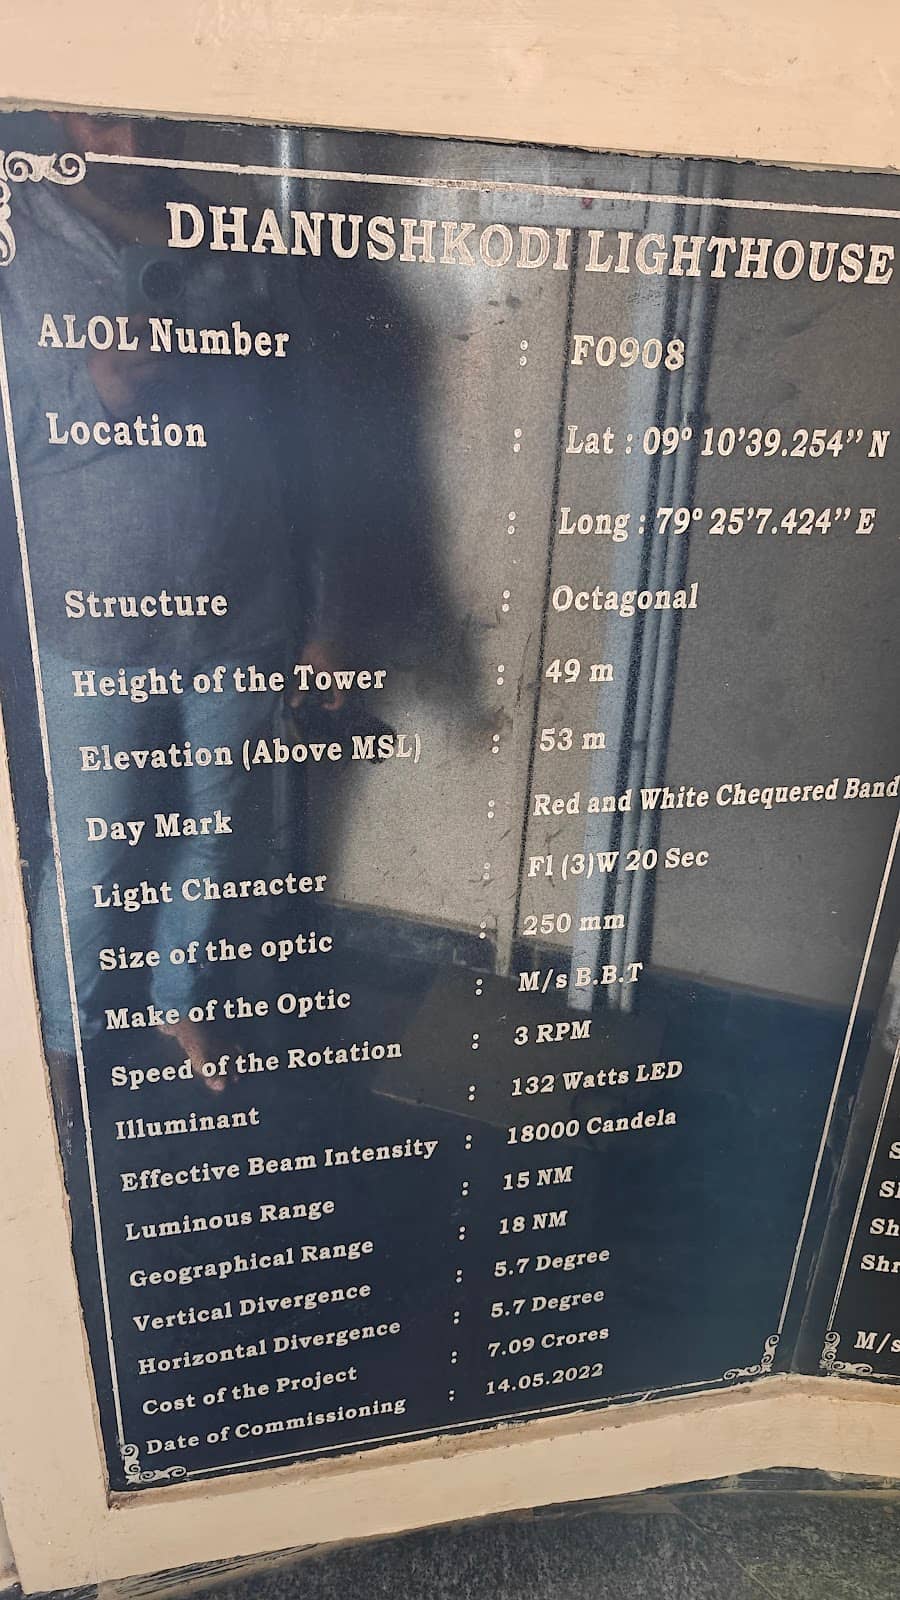 DHANUSHKODI LIGHTHOUSE
ALOL Number : F0908
Location : Lat : 09° 10’39.254” N
: Long : 79° 25’7.424” E
Structure : Octagonal
Height of the Tower : 49 m
Elevation (Above MSL) : 53 m
Day Mark : Red and White Chequered Band
Light Character : Fl (3)W 20 Sec
Size of the optic : 250 mm
Make of the Optic : M/s B.B.T
Speed of the Rotation : 3 RPM
Illuminant : 132 Watts LED
Effective Beam Intensity : 18000 Candela
Luminous Range : 15 NM
Geographical Range : 18 NM
Vertical Divergence : 5.7 Degree
Horizontal Divergence : 5.7 Degree
Cost of the Project : 7.09 Crores
Date of Commissioning : 14.05.2022
M/s